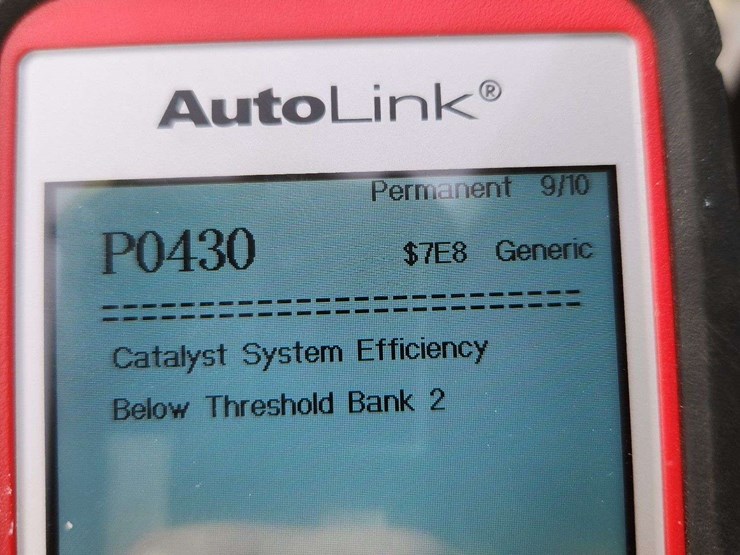 AutoLink®
Permanent 9/10
P0430 $7E8 Generic
==============================
Catalyst System Efficiency
Below Threshold Bank 2